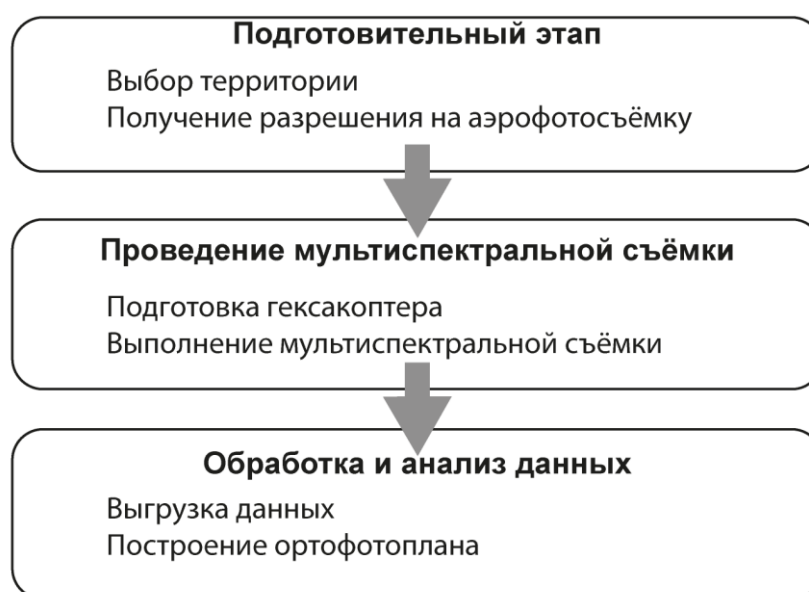 Подготовительный этап
Выбор территории
Получение разрешения на аэрофотосъёмку
Проведение мультиспектральной съёмки
Подготовка гексакоптера
Выполнение мультиспектральной съёмки
Обработка и анализ данных
Выгрузка данных
Построение ортофотоплана